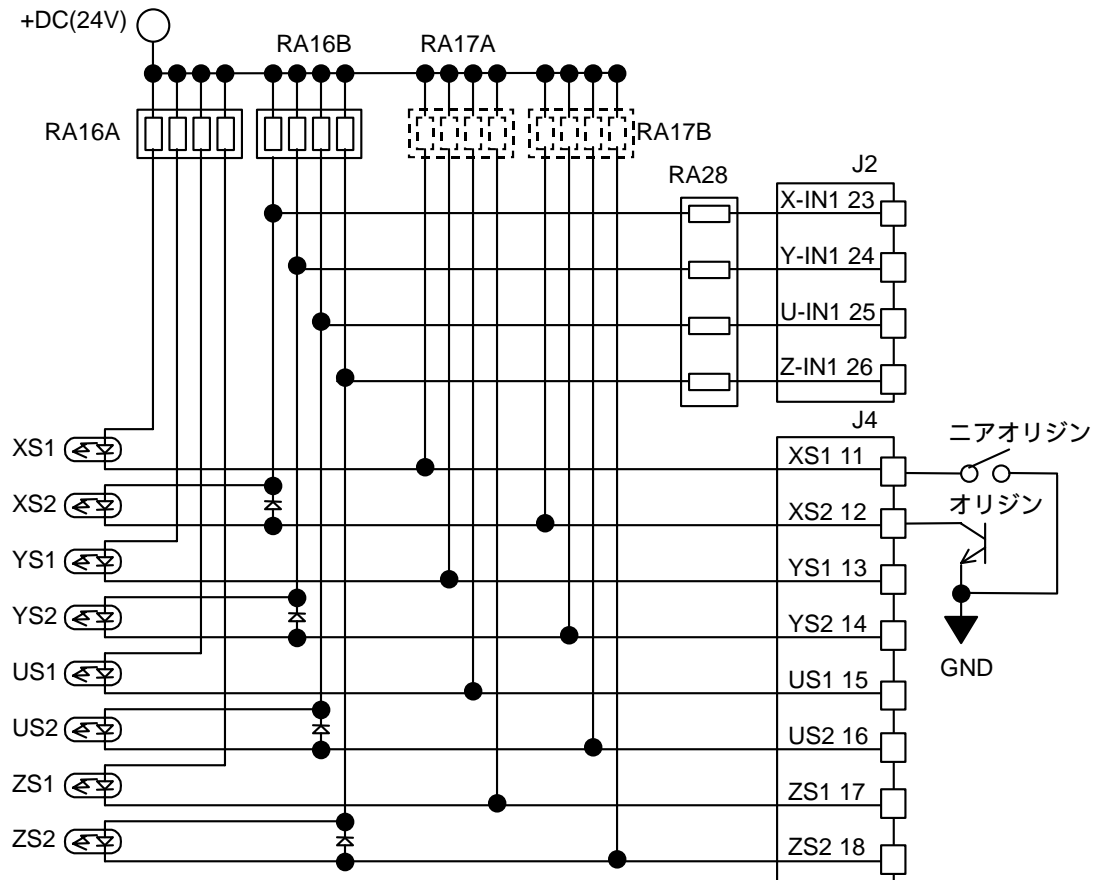 +DC(24V)
RA16B
RA17A
RA16A
RA17B
RA28
J2
X-IN1 23
Y-IN1 24
U-IN1 25
Z-IN1 26
J4
XS1
XS1 11
ニアオリジン
XS2
XS2 12
オリジン
YS1
YS1 13
YS2
YS2 14
GND
US1
US1 15
US2
US2 16
ZS1
ZS1 17
ZS2
ZS2 18